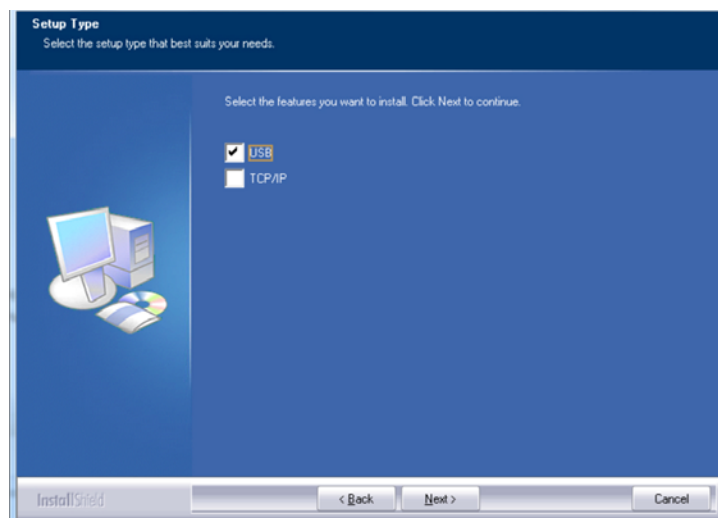 Setup Type
Select the setup type that best suits your needs.
Select the features you want to install. Click Next to continue.
USB
TCP/IP
InstallShield
< Back
Next >
Cancel